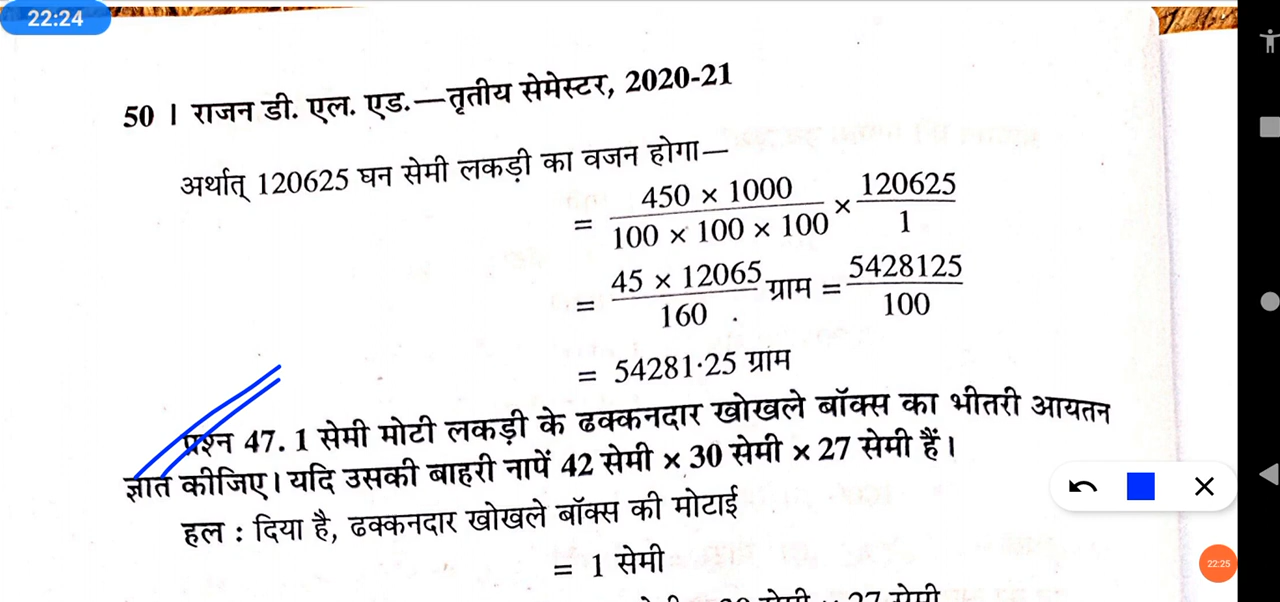 22:24
50 । राजन डी. एल. एड.—तृतीय सेमेस्टर, 2020-21
अर्थात् 120625 घन सेमी लकड़ी का वजन होगा—
= 450 × 1000 / 100 × 100 × 100 × 120625 / 1
= 45 × 12065 / 160 ग्राम = 5428125 / 100
= 54281·25 ग्राम
प्रश्न 47. 1 सेमी मोटी लकड़ी के ढक्कनदार खोखले बॉक्स का भीतरी आयतन
ज्ञात कीजिए। यदि उसकी बाहरी नापें 42 सेमी × 30 सेमी × 27 सेमी हैं।
हल : दिया है, ढक्कनदार खोखले बॉक्स की मोटाई
= 1 सेमी
22:25